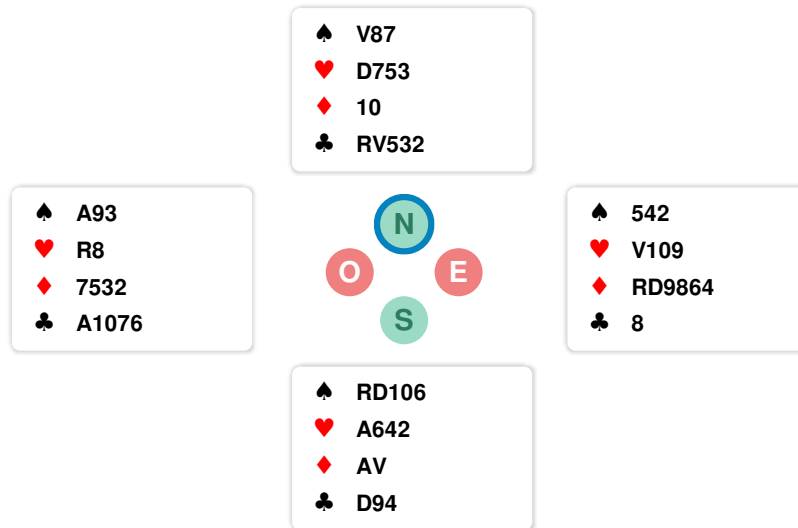 ♠ V87
♥ D753
♦ 10
♣ RV532
♠ A93
♥ R8
♦ 7532
♣ A1076
N
O E
S
♠ 542
♥ V109
♦ RD9864
♣ 8
♠ RD106
♥ A642
♦ AV
♣ D94